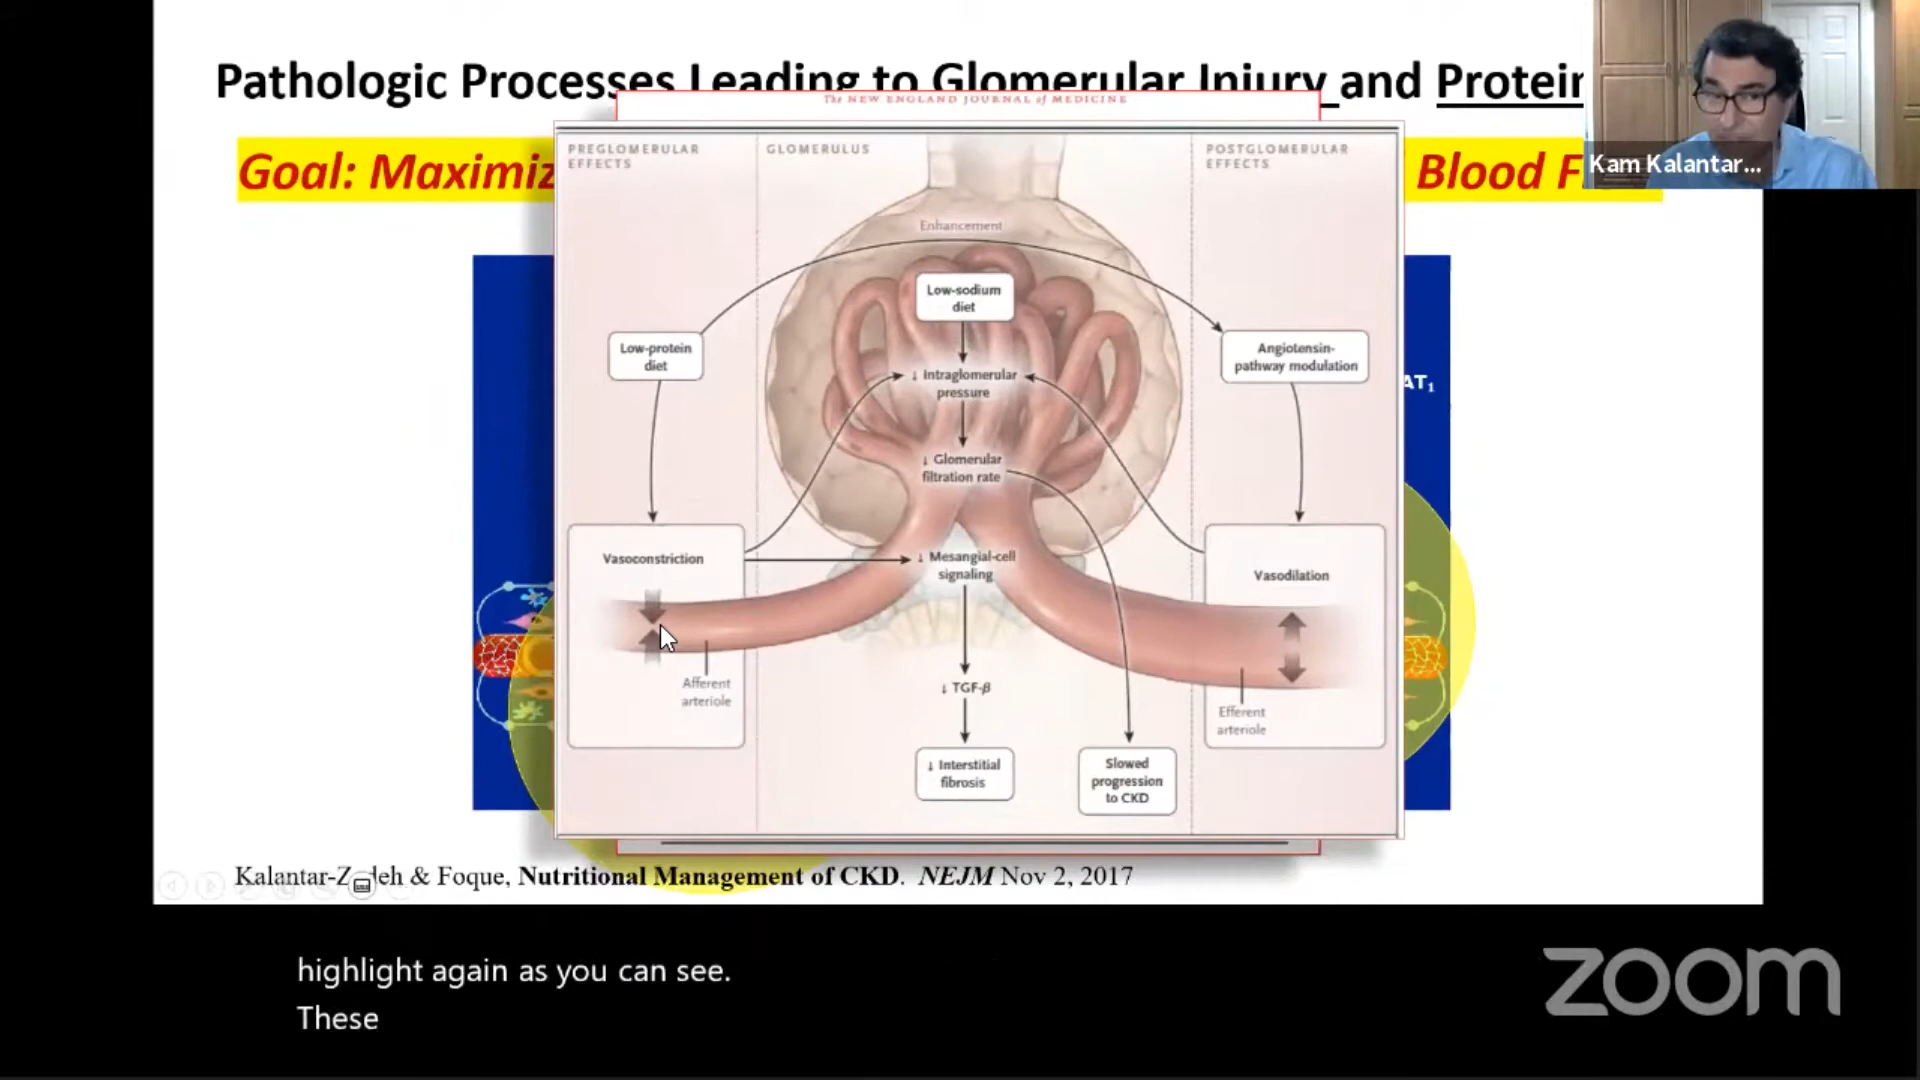 Pathologic Processes Leading to Glomerular Injury and Protein
The NEW ENGLAND JOURNAL of MEDICINE
Goal: Maximiz
Blood F
Kam Kalantar...
PREGLOMERULAR
EFFECTS
GLOMERULUS
POSTGLOMERULAR
EFFECTS
Enhancement
Low-sodium
diet
Low-protein
diet
Angiotensin-
pathway modulation
AT₁
↓ Intraglomerular
pressure
↓ Glomerular
filtration rate
Vasoconstriction
↓ Mesangial-cell
signaling
Vasodilation
Afferent
arteriole
↓ TGF-β
Efferent
arteriole
↓ Interstitial
fibrosis
Slowed
progression
to CKD
Kalantar-Z deh & Foque, Nutritional Management of CKD. NEJM Nov 2, 2017
highlight again as you can see.
These
zoom